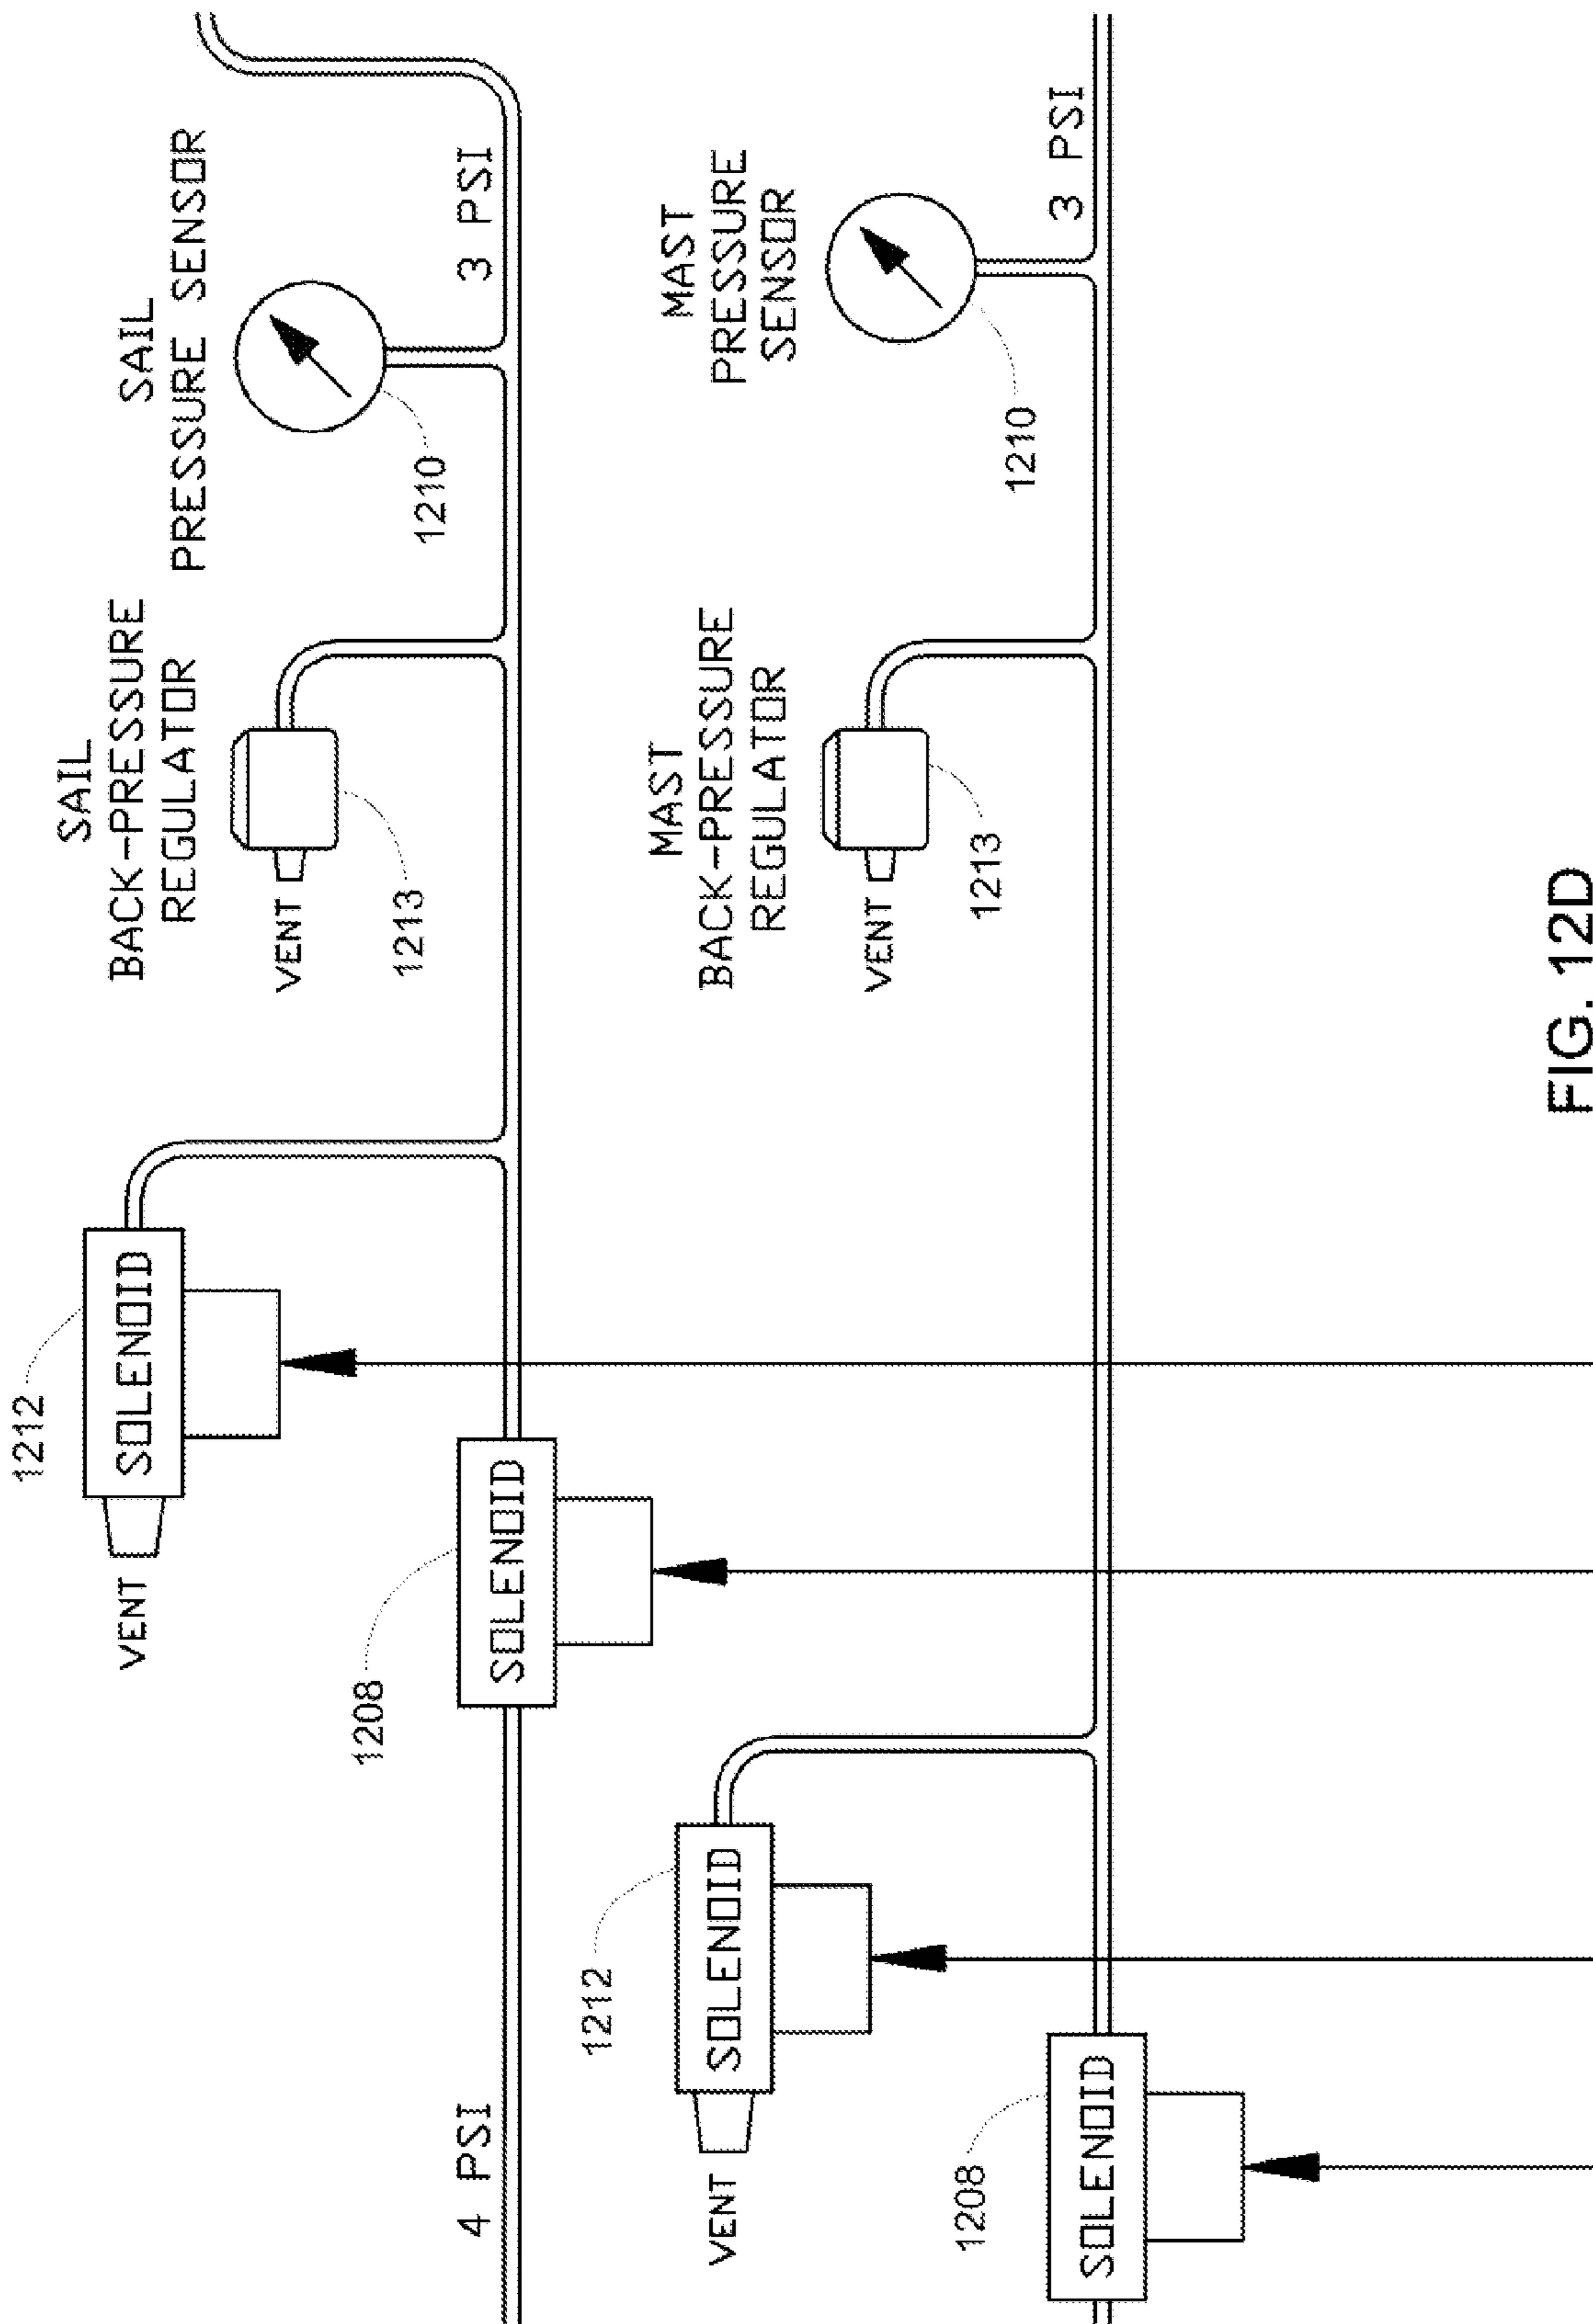 1212
SOLENOID
VENT
SAIL
BACK-PRESSURE
REGULATOR
VENT
1213
SAIL
PRESSURE SENSOR
1210
4 PSI
1208
SOLENOID
3 PSI
1212
SOLENOID
VENT
MAST
BACK-PRESSURE
REGULATOR
VENT
1213
MAST
PRESSURE
SENSOR
1210
1208
SOLENOID
3 PSI
FIG. 12D